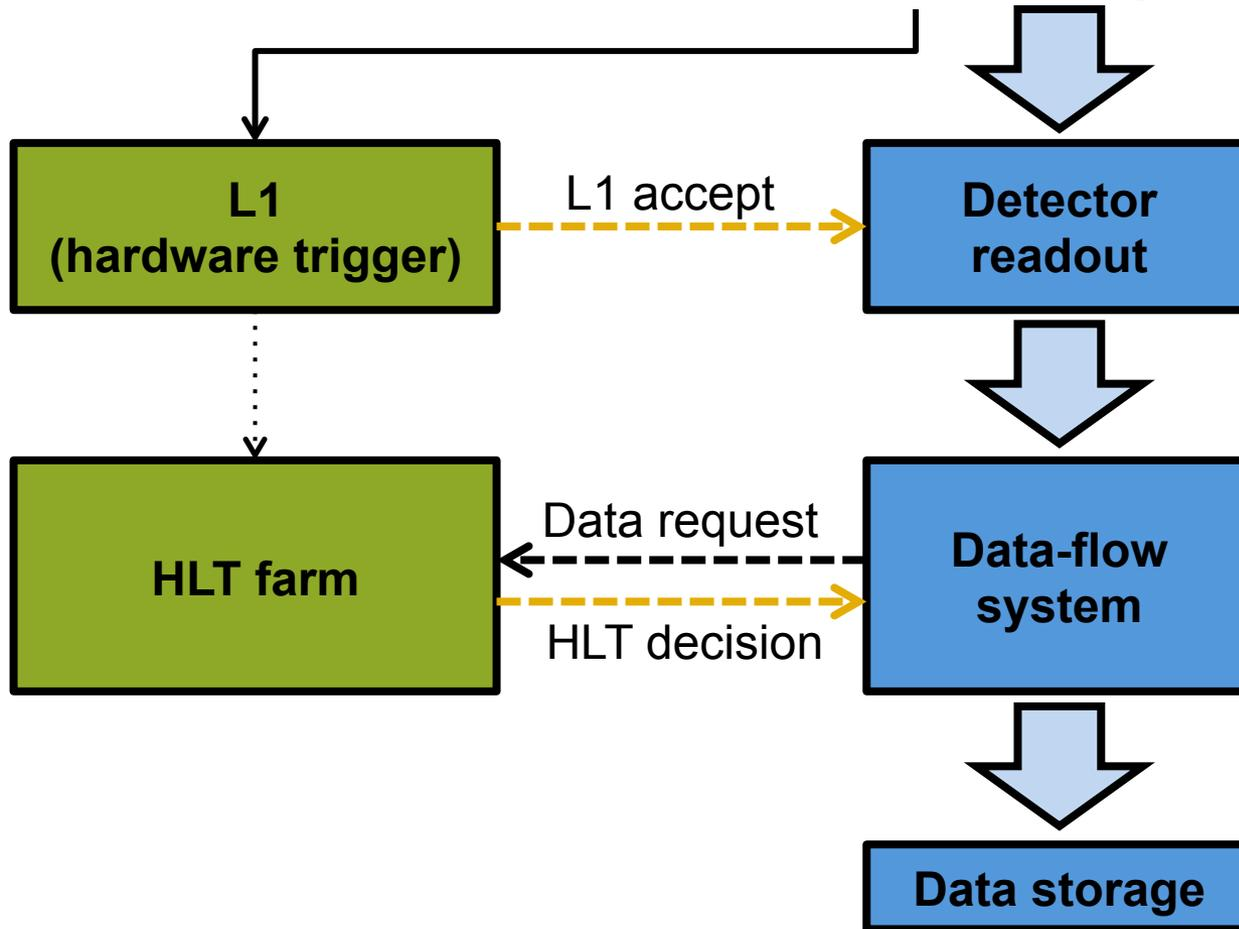 L1
(hardware trigger)
L1 accept
Detector
readout
HLT farm
Data request
HLT decision
Data-flow
system
Data storage